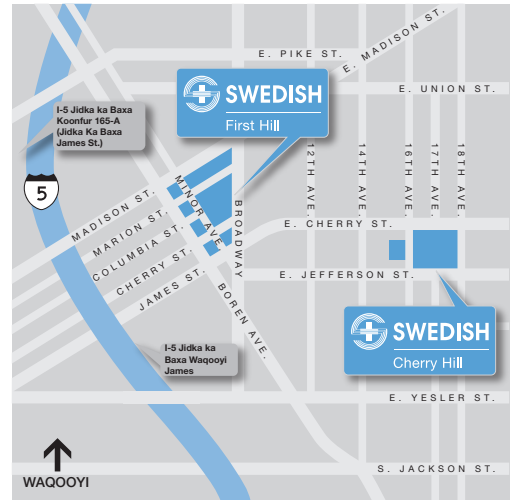 E. PIKE ST.
E. MADISON ST.
E. UNION ST.
SWEDISH
First Hill
I-5 Jidka ka Baxa
Koonfur 165-A
(Jidka Ka Baxa
James St.)
5
12TH AVE.
14TH AVE.
16TH AVE.
17TH AVE.
18TH AVE.
MADISON ST.
MARION ST.
COLUMBIA ST.
CHERRY ST.
JAMES ST.
MINOR AVE.
BROADWAY
BOREN AVE.
E. CHERRY ST.
E. JEFFERSON ST.
SWEDISH
Cherry Hill
I-5 Jidka ka
Baxa Waqooyi
James
E. YESLER ST.
WAQOOYI
S. JACKSON ST.